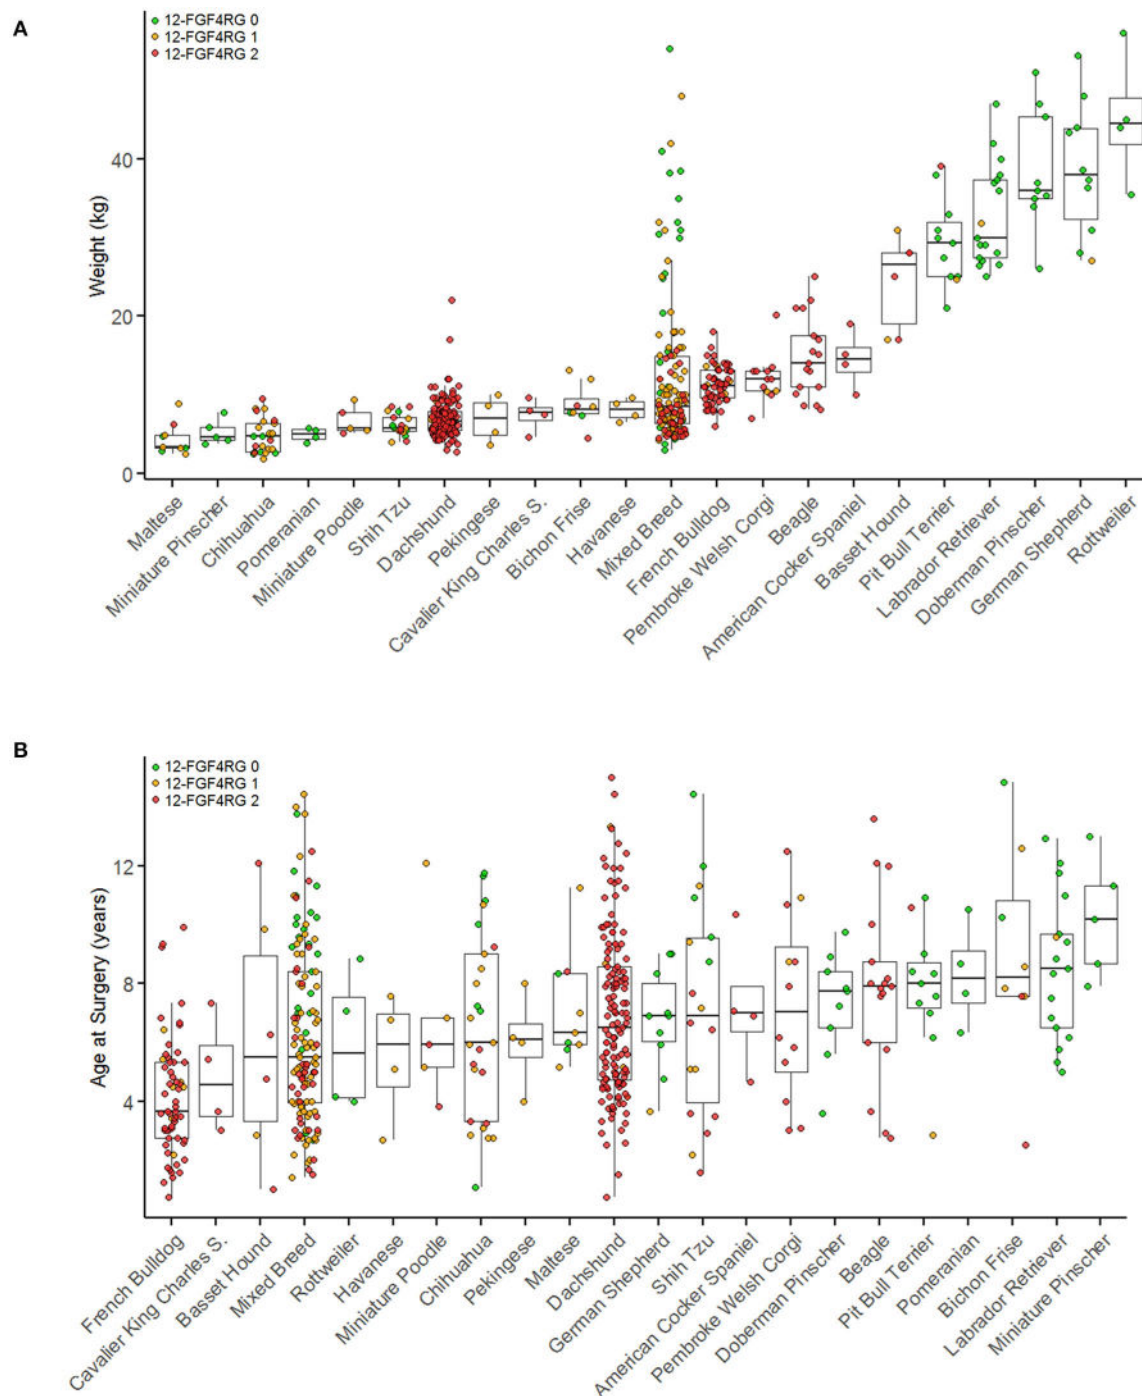 A
12-FGF4RG 0
12-FGF4RG 1
12-FGF4RG 2
Weight (kg)
40
20
0
Maltese
Miniature Pinscher
Chihuahua
Pomeranian
Miniature Poodle
Shih Tzu
Dachshund
Pekingese
Cavalier King Charles S.
Bichon Frise
Havanese
Mixed Breed
French Bulldog
Pembroke Welsh Corgi
Beagle
American Cocker Spaniel
Basset Hound
Pit Bull Terrier
Labrador Retriever
Doberman Pinscher
German Shepherd
Rottweiler
B
12-FGF4RG 0
12-FGF4RG 1
12-FGF4RG 2
Age at Surgery (years)
12
8
4
French Bulldog
Cavalier King Charles S.
Basset Hound
Mixed Breed
Rottweiler
Havanese
Miniature Poodle
Chihuahua
Pekingese
Maltese
Dachshund
German Shepherd
Shih Tzu
American Cocker Spaniel
Pembroke Welsh Corgi
Doberman Pinscher
Beagle
Pit Bull Terrier
Pomeranian
Bichon Frise
Labrador Retriever
Miniature Pinscher